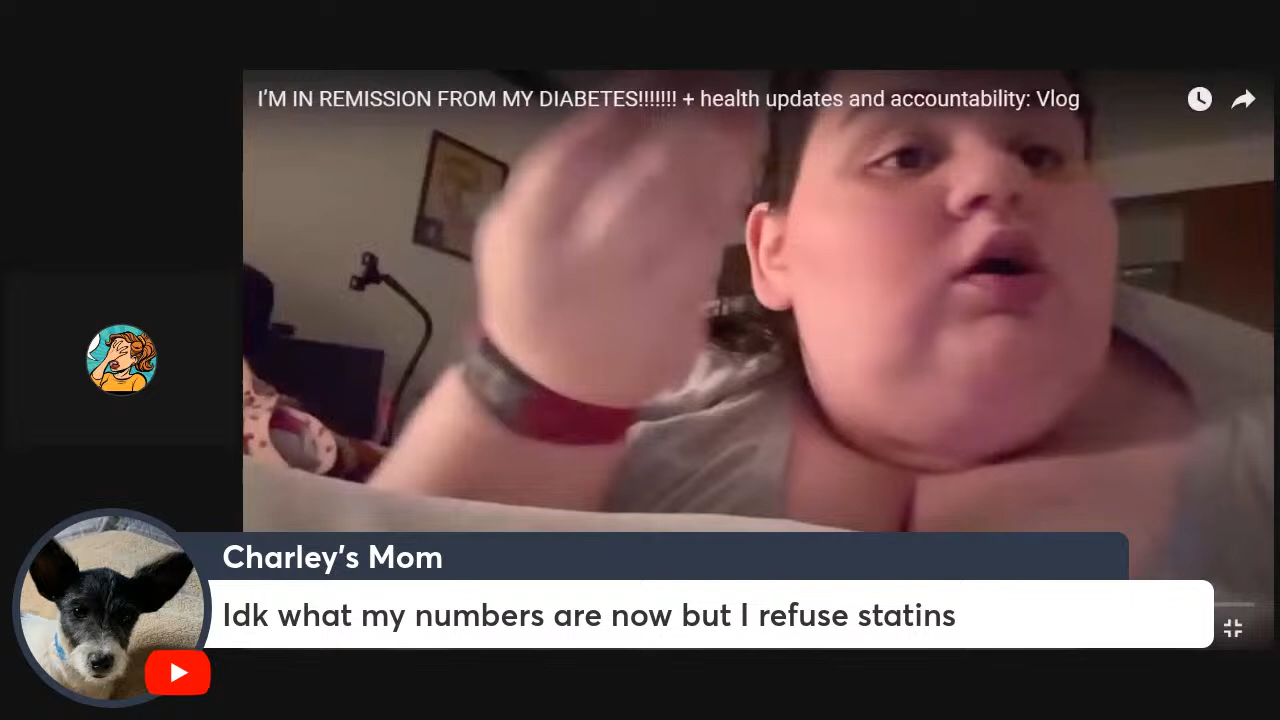 I'M IN REMISSION FROM MY DIABETES!!!!!!! + health updates and accountability: Vlog
Charley's Mom
Idk what my numbers are now but I refuse statins